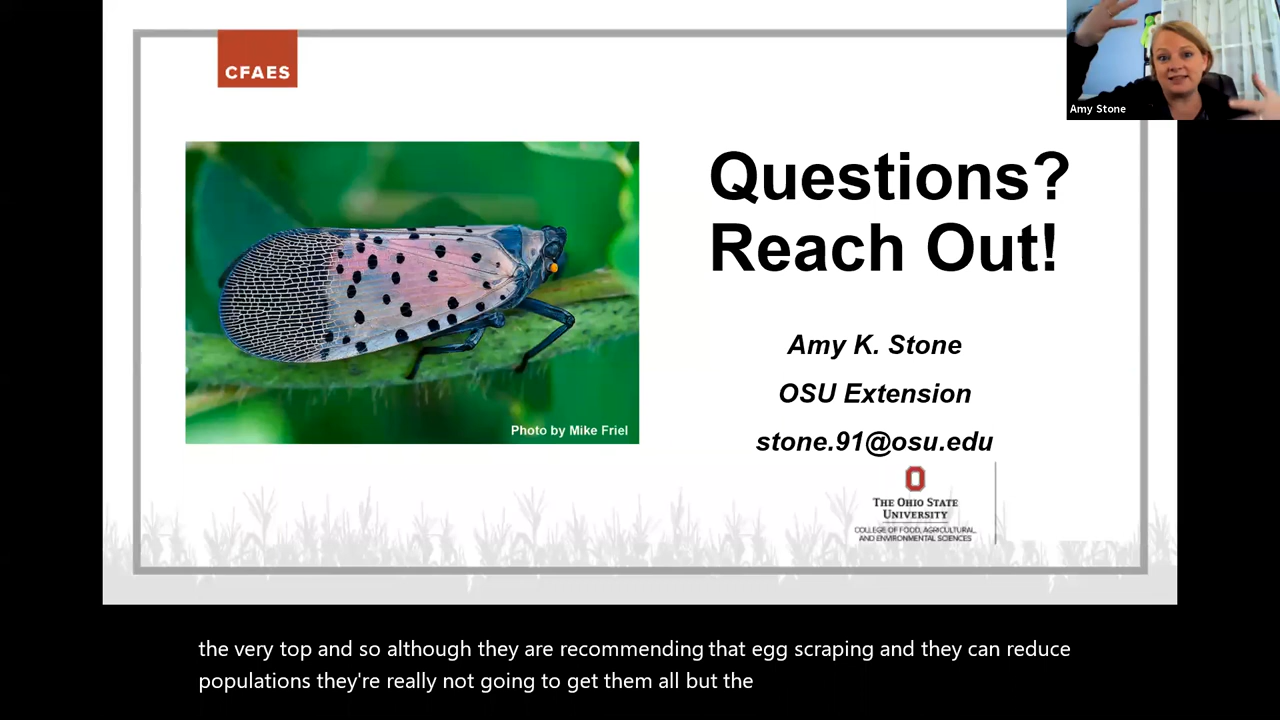 CFAES
Amy Stone
Questions?
Reach Out!
Photo by Mike Friel
Amy K. Stone
OSU Extension
stone.91@osu.edu
THE OHIO STATE
UNIVERSITY
COLLEGE OF FOOD, AGRICULTURAL,
AND ENVIRONMENTAL SCIENCES
the very top and so although they are recommending that egg scraping and they can reduce
populations they're really not going to get them all but the